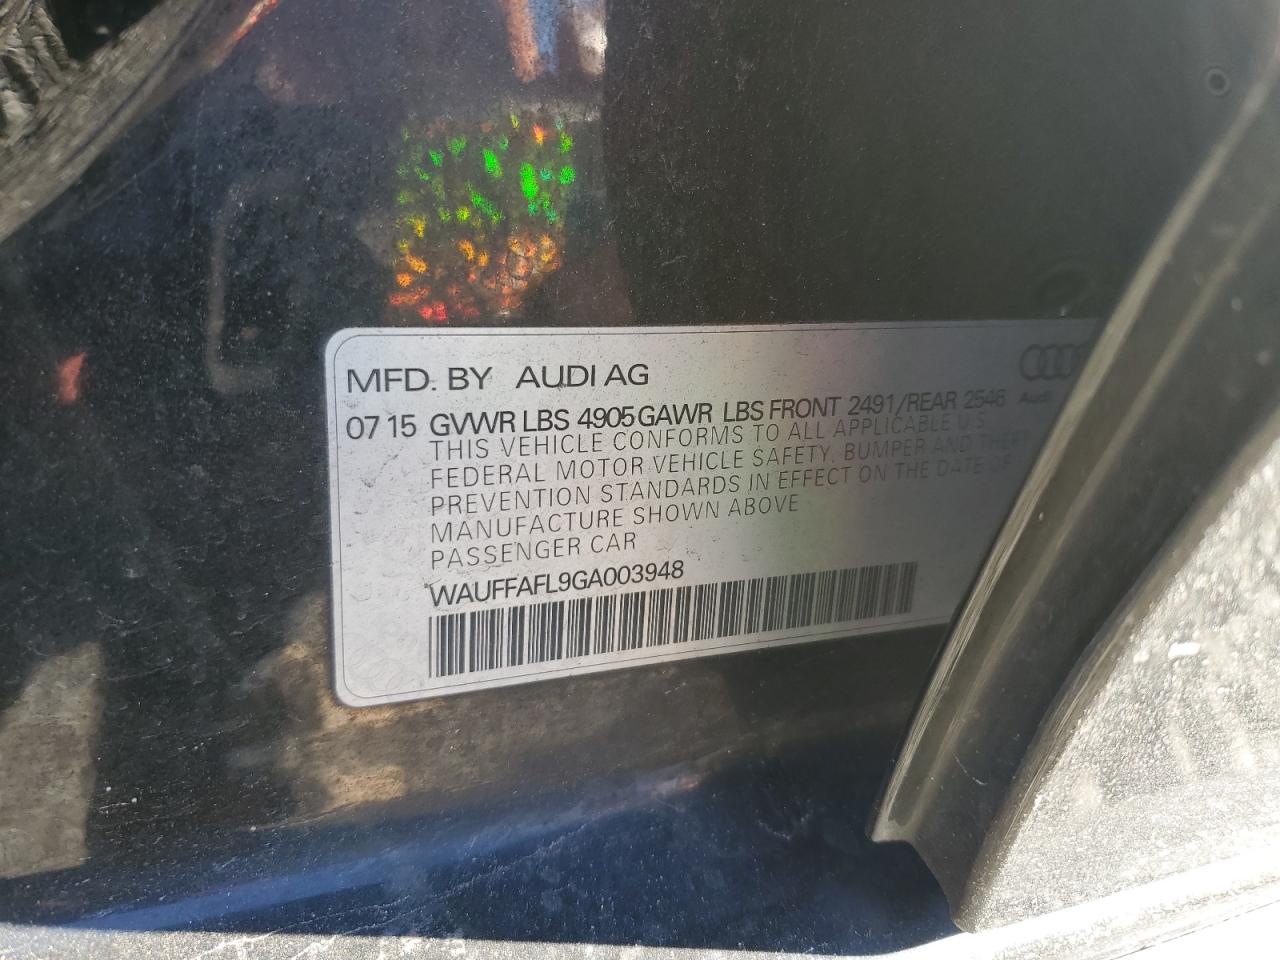 MFD. BY AUDI AG
07 15 GVWR LBS 4905 GAWR LBS FRONT 2491/REAR 2546
Audi
THIS VEHICLE CONFORMS TO ALL APPLICABLE U.S.
FEDERAL MOTOR VEHICLE SAFETY, BUMPER AND THEFT
PREVENTION STANDARDS IN EFFECT ON THE DATE OF
MANUFACTURE SHOWN ABOVE
PASSENGER CAR
WAUFFAFL9GA003948